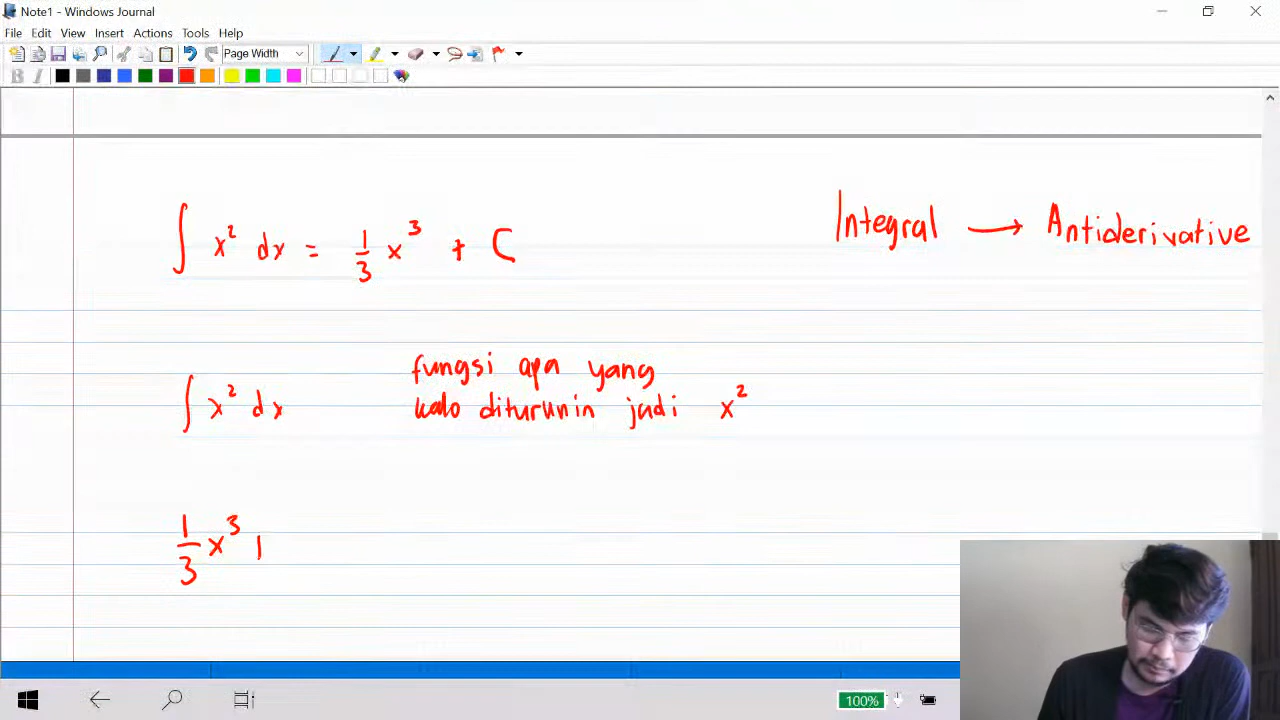 Note1 - Windows Journal
File Edit View Insert Actions Tools Help
Page Width
B I
∫ x² dx = 1/3 x³ + C
Integral → Antiderivative
fungsi apa yang
∫ x² dx
kalo diturunin jadi x²
1/3 x³ |
100%